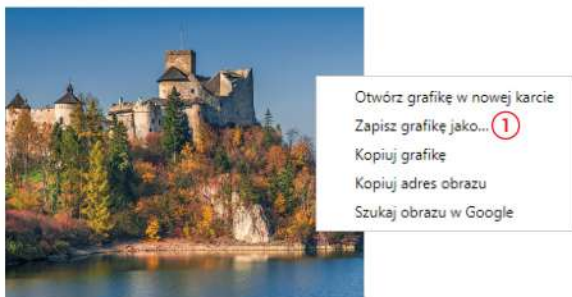 Otwórz grafikę w nowej karcie
Zapisz grafikę jako... 1
Kopiuj grafikę
Kopiuj adres obrazu
Szukaj obrazu w Google